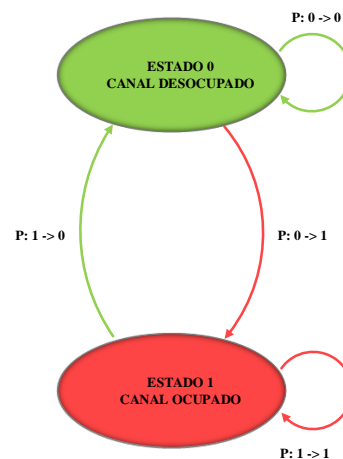 P: 0 -> 0
ESTADO 0
CANAL DESOCUPADO
P: 1 -> 0
P: 0 -> 1
ESTADO 1
CANAL OCUPADO
P: 1 -> 1